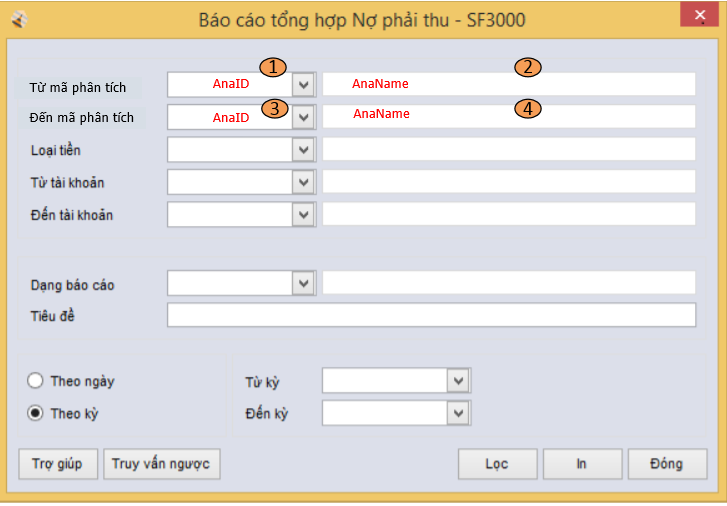 Báo cáo tổng hợp Nợ phải thu - SF3000
1 2
Từ mã phân tích AnaID AnaName
3 4
Đến mã phân tích AnaID AnaName
Loại tiền
Từ tài khoản
Đến tài khoản
Dạng báo cáo
Tiêu đề
Theo ngày Từ kỳ
Theo kỳ Đến kỳ
Trợ giúp Truy vấn ngược Lọc In Đóng